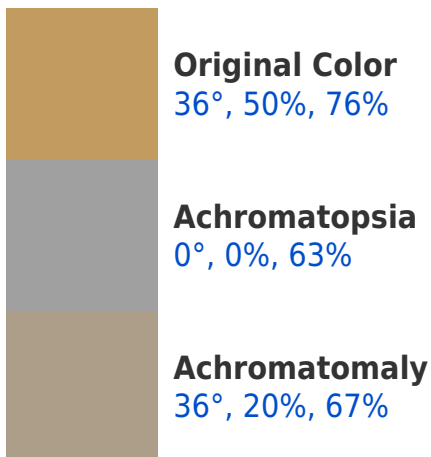 Original Color
36°, 50%, 76%
Achromatopsia
0°, 0%, 63%
Achromatomaly
36°, 20%, 67%